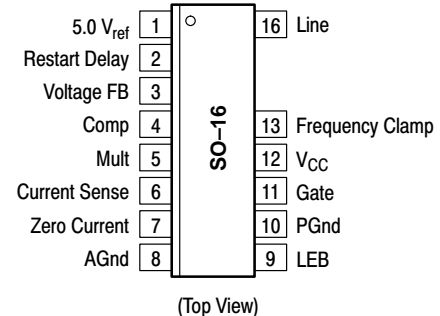 5.0 Vref 1 16 Line
Restart Delay 2
Voltage FB 3
Comp 4 13 Frequency Clamp
Mult 5 12 VCC
Current Sense 6 11 Gate
Zero Current 7 10 PGnd
AGnd 8 9 LEB
SO–16
(Top View)